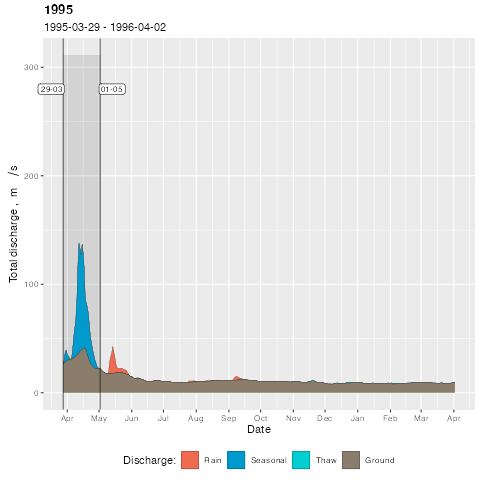 1995
1995-03-29 - 1996-04-02
300
200
100
0
29-03
01-05
Total discharge , m /s
Apr May Jun Jul Aug Sep Oct Nov Dec Jan Feb Mar Apr
Date
Discharge: Rain Seasonal Thaw Ground